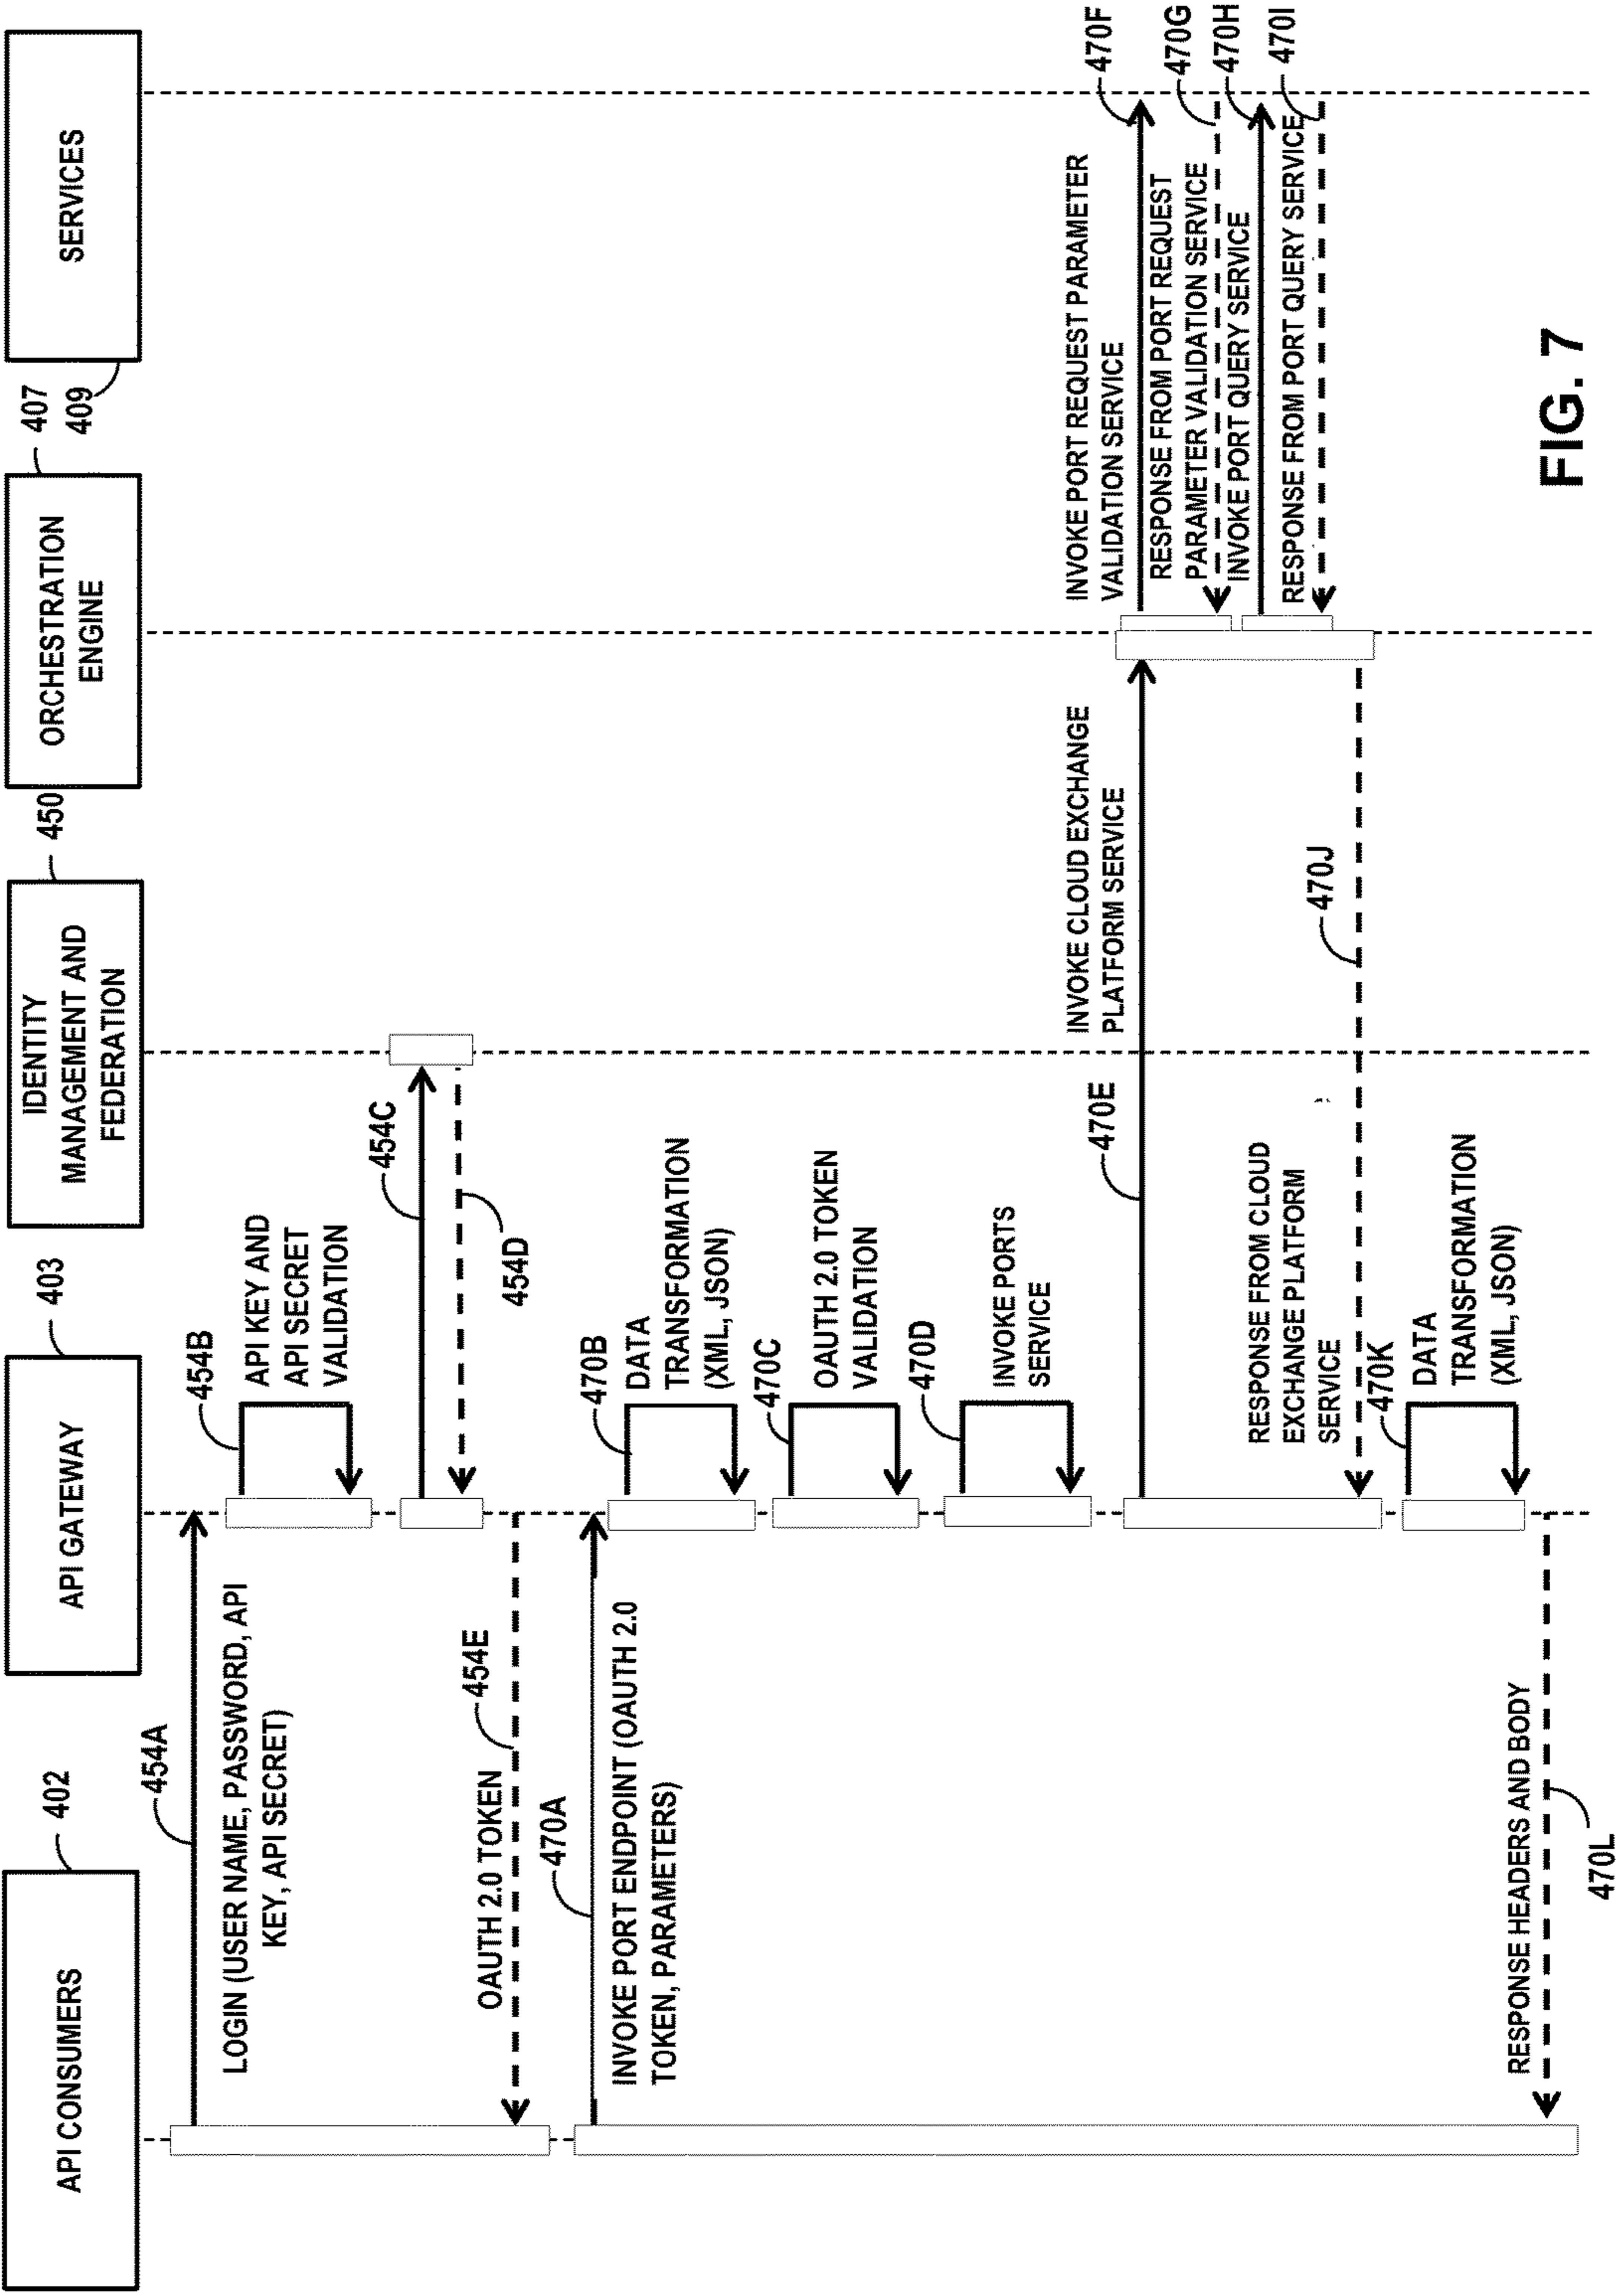 API CONSUMERS
402
API GATEWAY
403
IDENTITY
MANAGEMENT AND
FEDERATION
450
ORCHESTRATION
ENGINE
407
SERVICES
409
454A
LOGIN (USER NAME, PASSWORD, API
KEY, API SECRET)
454B
API KEY AND
API SECRET
VALIDATION
454C
454D
OAUTH 2.0 TOKEN
454E
470A
INVOKE PORT ENDPOINT (OAUTH 2.0
TOKEN, PARAMETERS)
470B
DATA
TRANSFORMATION
(XML, JSON)
470C
OAUTH 2.0 TOKEN
VALIDATION
470D
INVOKE PORTS
SERVICE
470E
INVOKE CLOUD EXCHANGE
PLATFORM SERVICE
INVOKE PORT REQUEST PARAMETER
VALIDATION SERVICE
470F
RESPONSE FROM PORT REQUEST
PARAMETER VALIDATION SERVICE
470G
INVOKE PORT QUERY SERVICE
470H
RESPONSE FROM PORT QUERY SERVICE
470I
RESPONSE FROM CLOUD
EXCHANGE PLATFORM
SERVICE
470J
470K
DATA
TRANSFORMATION
(XML, JSON)
RESPONSE HEADERS AND BODY
470L
FIG. 7